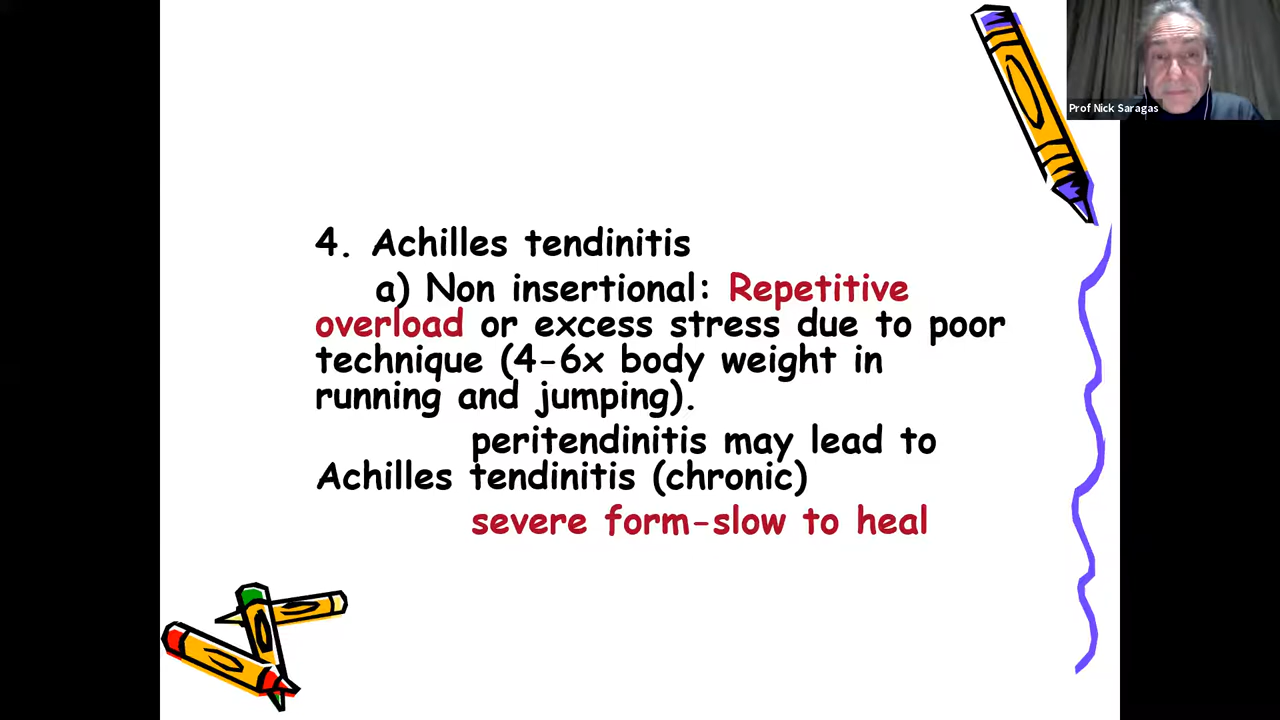 Prof Nick Saragas
4. Achilles tendinitis
a) Non insertional: Repetitive
overload or excess stress due to poor
technique (4-6x body weight in
running and jumping).
peritendinitis may lead to
Achilles tendinitis (chronic)
severe form-slow to heal